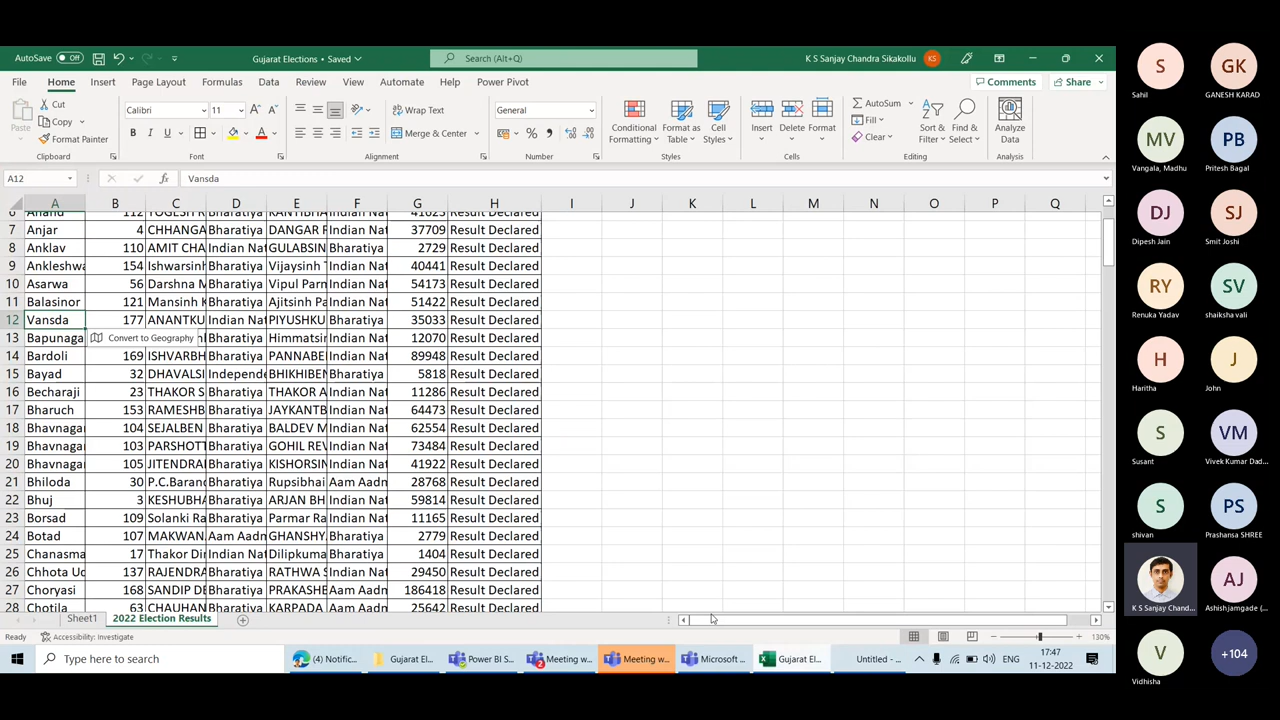 AutoSave Off
Gujarat Elections • Saved
Search (Alt+Q)
K S Sanjay Chandra Sikakollu KS
File Home Insert Page Layout Formulas Data Review View Automate Help Power Pivot Comments Share
Paste Cut Copy Format Painter Clipboard
Calibri 11 Font
Wrap Text Merge & Center Alignment
General Number
Conditional Formatting Format as Table Cell Styles Styles
Insert Delete Format Cells
AutoSum Fill Clear Sort & Filter Find & Select Editing
Analyze Data Analysis
A12 fx Vansda
A B C D E F G H I J K L M N O P Q
7 Anjar 4 CHHANGA Bharatiya DANGAR Indian Nat 37709 Result Declared
8 Anklav 110 AMIT CHA Indian Nat GULABSIN Bharatiya 2729 Result Declared
9 Ankleshwa 154 Ishwarsinh Bharatiya Vijaysinh Indian Nat 40441 Result Declared
10 Asarwa 56 Darshna M Bharatiya Vipul Parn Indian Nat 54173 Result Declared
11 Balasinor 121 Mansinh K Bharatiya Ajitsinh Pa Indian Nat 51422 Result Declared
12 Vansda 177 ANANTKU Indian Nat PIYUSHKU Bharatiya 35033 Result Declared
13 Bapunaga Convert to Geography Bharatiya Himmatsin Indian Nat 12070 Result Declared
14 Bardoli 169 ISHVARBH Bharatiya PANNABE Indian Nat 89948 Result Declared
15 Bayad 32 DHAVALSI Independe BHIKHIBEN Bharatiya 5818 Result Declared
16 Becharaji 23 THAKOR S Bharatiya THAKOR A Indian Nat 11286 Result Declared
17 Bharuch 153 RAMESHB Bharatiya JAYKANTB Indian Nat 64473 Result Declared
18 Bhavnagar 104 SEJALBEN Bharatiya BALDEV M Indian Nat 62554 Result Declared
19 Bhavnagar 103 PARSHOTT Bharatiya GOHIL REV Indian Nat 73484 Result Declared
20 Bhavnagar 105 JITENDRA Bharatiya KISHORSIN Indian Nat 41922 Result Declared
21 Bhiloda 30 P.C.Baran Bharatiya Rupsibhai Aam Aadn 28768 Result Declared
22 Bhuj 3 KESHUBHA Bharatiya ARJAN BH Indian Nat 59814 Result Declared
23 Borsad 109 Solanki Ra Bharatiya Parmar Ra Indian Nat 11165 Result Declared
24 Botad 107 MAKWAN Aam Aadn GHANSHY Bharatiya 2779 Result Declared
25 Chanasma 17 Thakor Din Indian Nat Dilipkuma Bharatiya 1404 Result Declared
26 Chhota Ud 137 RAJENDRA Bharatiya RATHWA S Indian Nat 29450 Result Declared
27 Choryasi 168 SANDIP DE Bharatiya PRAKASHB Aam Aadn 186418 Result Declared
28 Chotila 63 CHAUHAN Bharatiya KARPADA Aam Aadn 25642 Result Declared
Sheet1 2022 Election Results
Ready Accessibility: Investigate 130%
Type here to search
(4) Notific... Gujarat El... Power BI S... Meeting w... Meeting w... Microsoft ... Gujarat El... Untitled - ...
ENG 17:47 11-12-2022
S GK
Sahil GANESH KARAD
MV PB
Vangala, Madhu Pritesh Bagal
DJ SJ
Dipesh Jain Smit Joshi
RY SV
Renuka Yadav shaiksha vali
H J
Haritha John
S VM
Susant Vivek Kumar Dad...
S PS
shivan Prashansa SHREE
AJ
K S Sanjay Chand... Ashish jamgade (...
V +104
Vidhisha